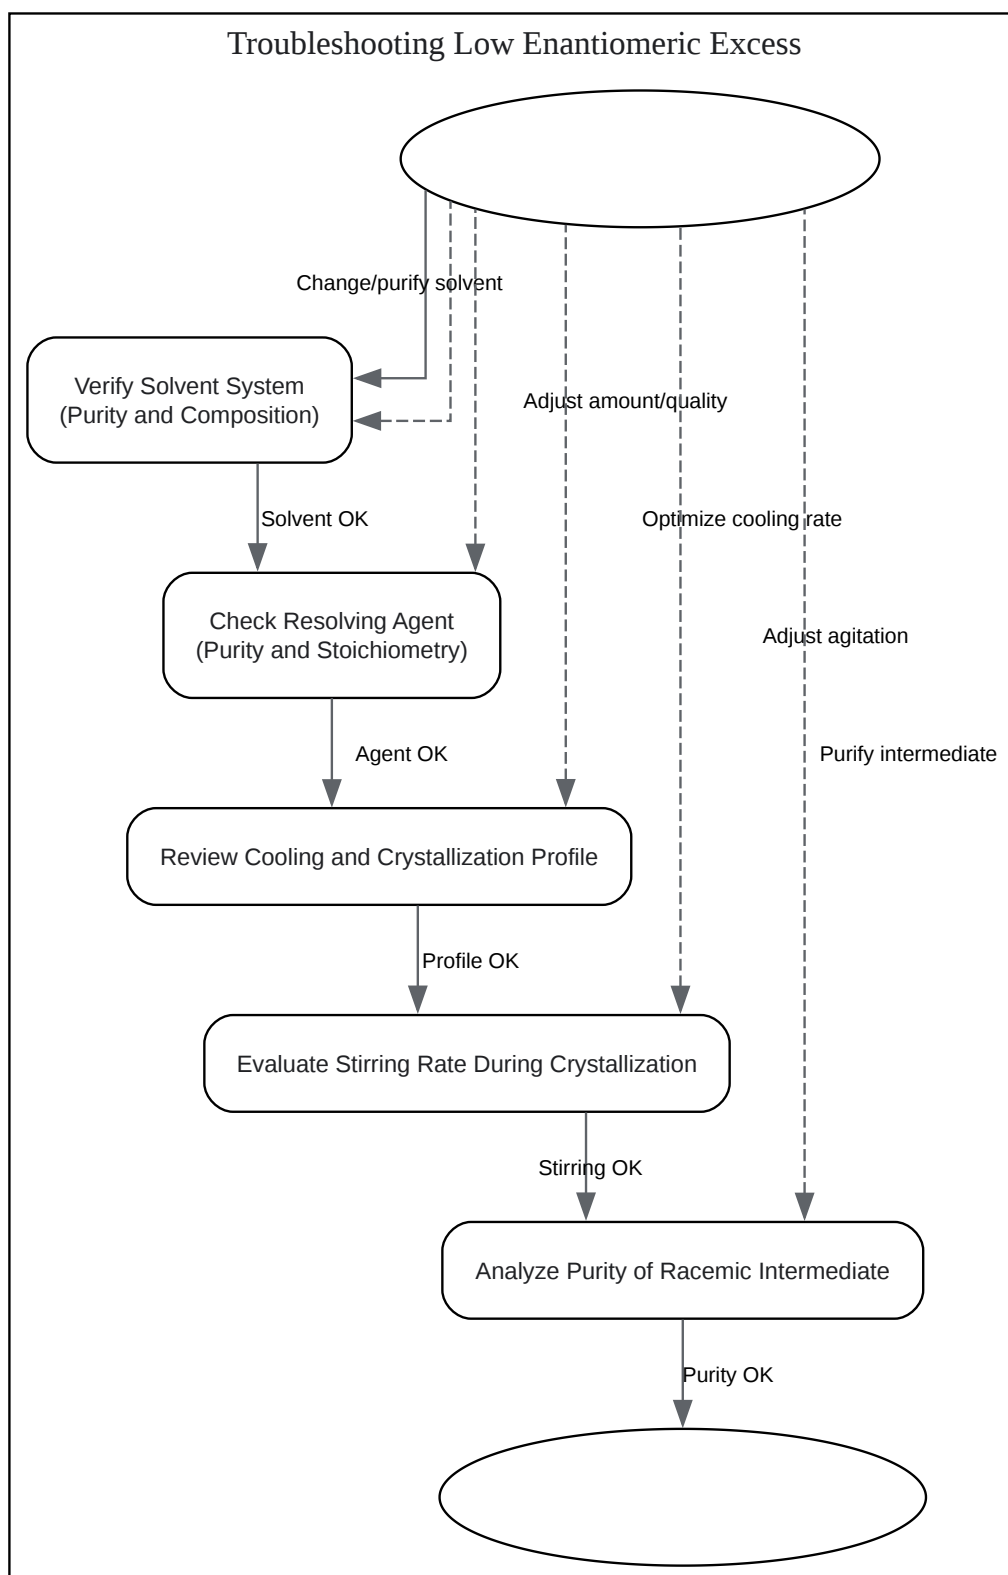 Troubleshooting Low Enantiomeric Excess
Change/purify solvent
Verify Solvent System
(Purity and Composition)
Adjust amount/quality
Solvent OK
Optimize cooling rate
Check Resolving Agent
(Purity and Stoichiometry)
Adjust agitation
Agent OK
Purify intermediate
Review Cooling and Crystallization Profile
Profile OK
Evaluate Stirring Rate During Crystallization
Stirring OK
Analyze Purity of Racemic Intermediate
Purity OK